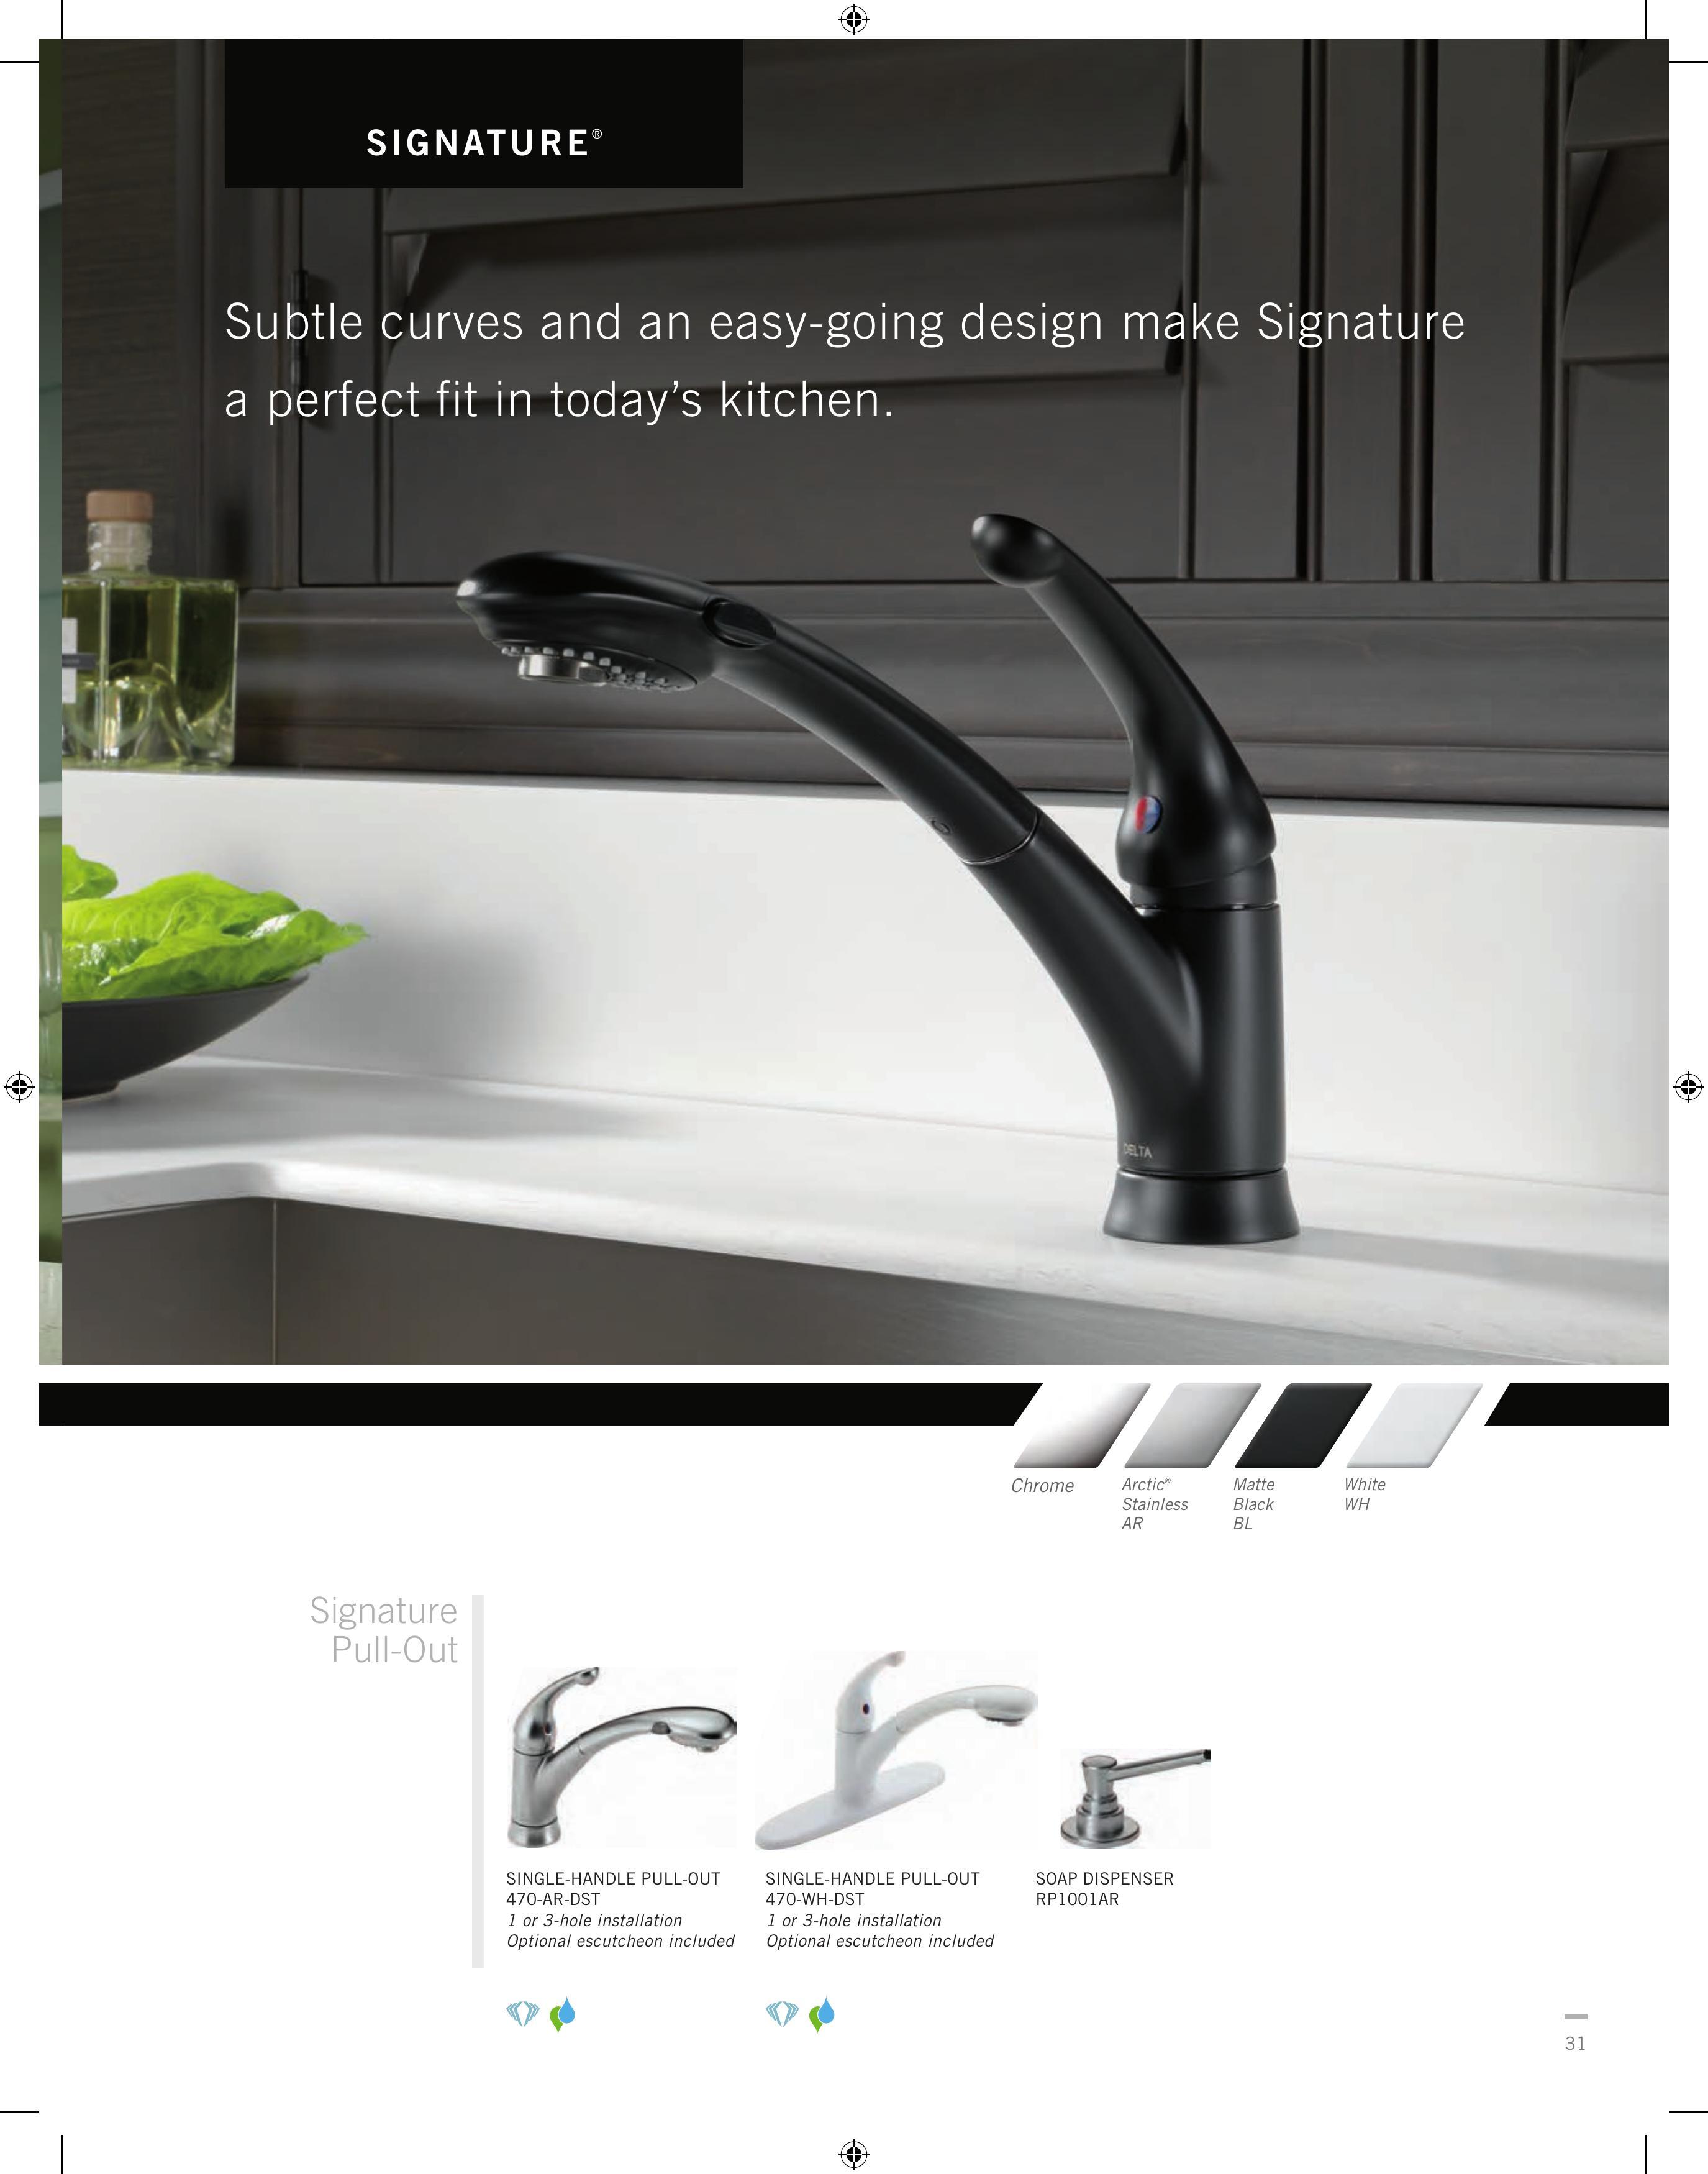 SIGNATURE®
Subtle curves and an easy-going design make Signature
a perfect fit in today’s kitchen.
DELTA
Chrome
Arctic®
Stainless
AR
Matte
Black
BL
White
WH
Signature
Pull-Out
SINGLE-HANDLE PULL-OUT
470-AR-DST
1 or 3-hole installation
Optional escutcheon included
SINGLE-HANDLE PULL-OUT
470-WH-DST
1 or 3-hole installation
Optional escutcheon included
SOAP DISPENSER
RP1001AR
31